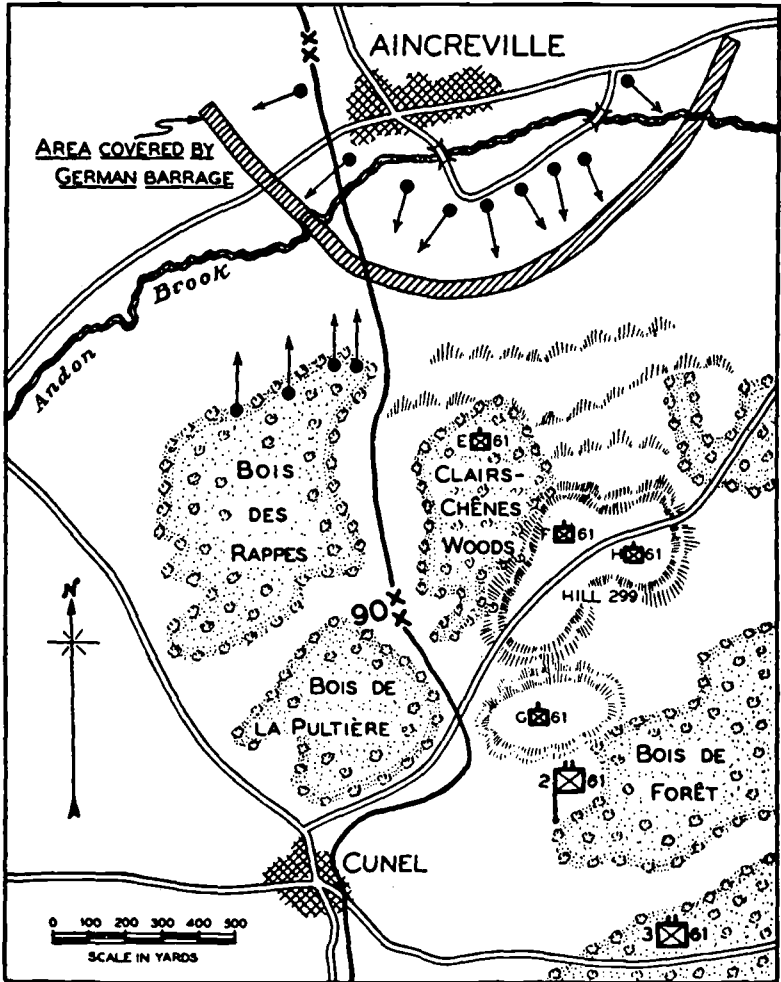 XX
AINCREVILLE
AREA COVERED BY
GERMAN BARRAGE
Andon Brook
E 61
BOIS
DES
RAPPES
CLAIRS-
CHÊNES
WOODS
F 61
H 61
HILL 299
N
90 XX
BOIS DE
LA PULTIÈRE
G 61
BOIS DE
FORÊT
2 61
CUNEL
3 61
0 100 200 300 400 500
SCALE IN YARDS